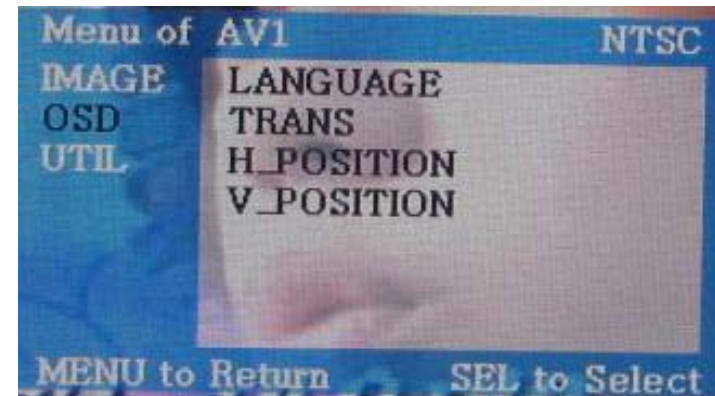 Menu of AV1 NTSC
IMAGE LANGUAGE
OSD TRANS
UTIL H_POSITION
V_POSITION
MENU to Return SEL to Select